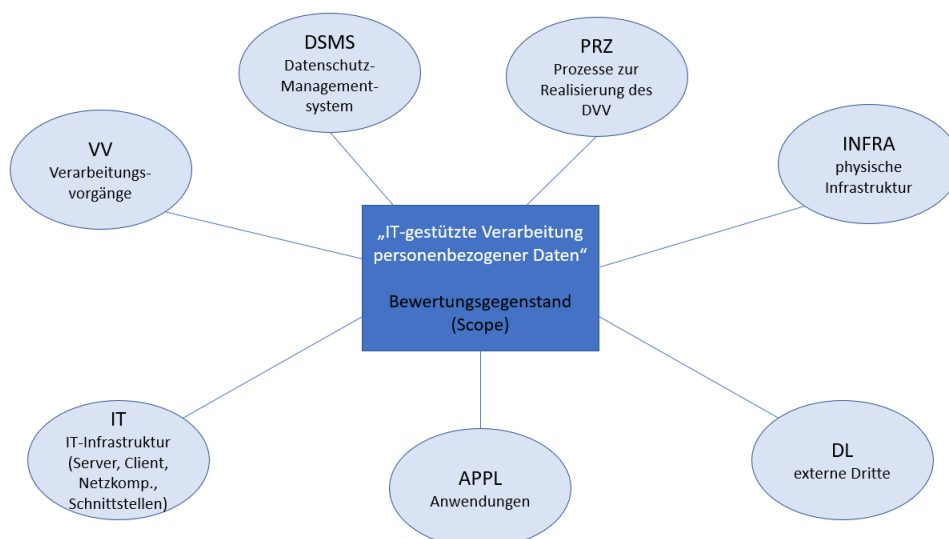 DSMS
Datenschutz-
Management-
system
PRZ
Prozesse zur
Realisierung des
DVV
VV
Verarbeitungs-
vorgänge
INFRA
physische
Infrastruktur
„IT-gestützte Verarbeitung
personenbezogener Daten“
Bewertungsgegenstand
(Scope)
IT
IT-Infrastruktur
(Server, Client,
Netzkomp.,
Schnittstellen)
APPL
Anwendungen
DL
externe Dritte